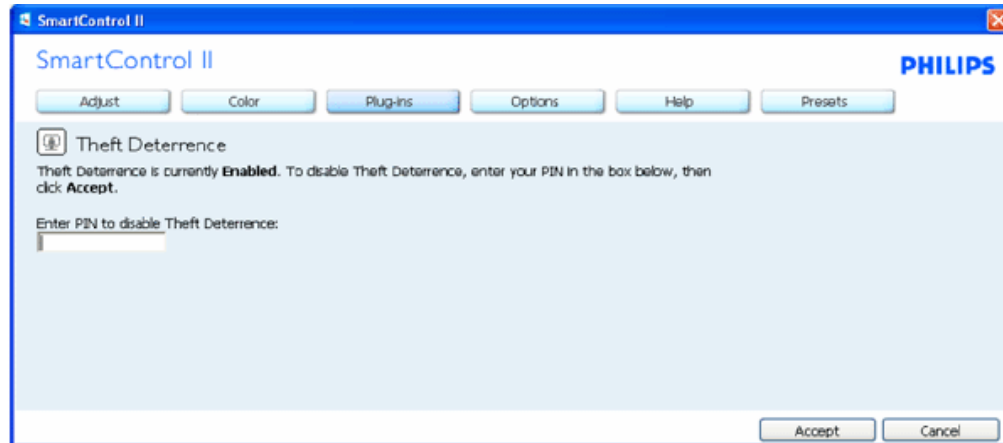 SmartControl II
SmartControl II
PHILIPS
Adjust Color Plug-ins Options Help Presets
Theft Deterrence
Theft Deterrence is currently Enabled. To disable Theft Deterrence, enter your PIN in the box below, then
click Accept.
Enter PIN to disable Theft Deterrence:
Accept Cancel